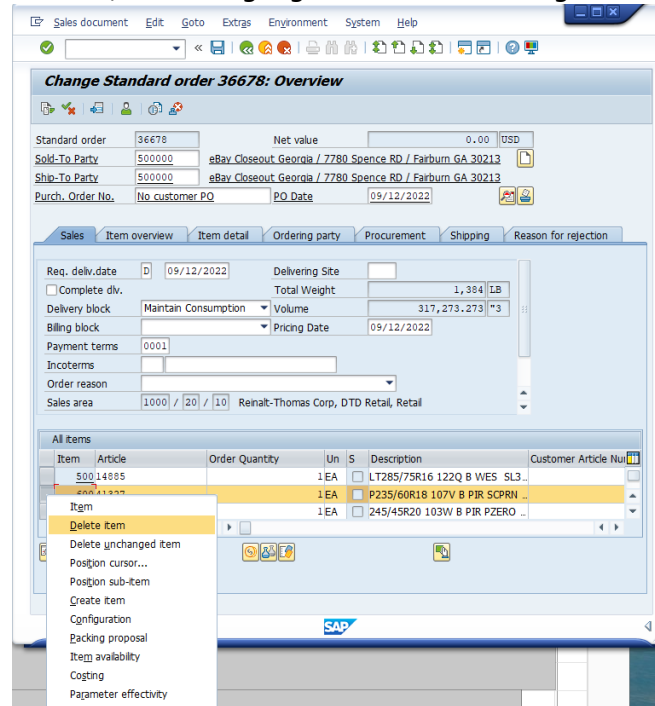 Sales document Edit Goto Extras Environment System Help
Change Standard order 36678: Overview
Standard order 36678 Net value 0.00 USD
Sold-To Party 500000 eBay Closeout Georgia / 7780 Spence RD / Fairburn GA 30213
Ship-To Party 500000 eBay Closeout Georgia / 7780 Spence RD / Fairburn GA 30213
Purch. Order No. No customer PO PO Date 09/12/2022
Sales Item overview Item detail Ordering party Procurement Shipping Reason for rejection
Req. deliv.date D 09/12/2022 Delivering Site
Complete dlv. Total Weight 1,384 LB
Delivery block Maintain Consumption Volume 317,273.273 "3
Billing block Pricing Date 09/12/2022
Payment terms 0001
Incoterms
Order reason
Sales area 1000 / 20 / 10 Reinalt-Thomas Corp, DTD Retail, Retail
All items
Item Article Order Quantity Un S Description Customer Article Nu
500 14885 1 EA LT285/75R16 122Q B WES SL3..
1 EA P235/60R18 107V B PIR SCPRN ..
1 EA 245/45R20 103W B PIR PZERO ..
Item
Delete item
Delete unchanged item
Position cursor...
Position sub-item
Create item
Configuration
Packing proposal
Item availability
Costing
Parameter effectivity
SAP